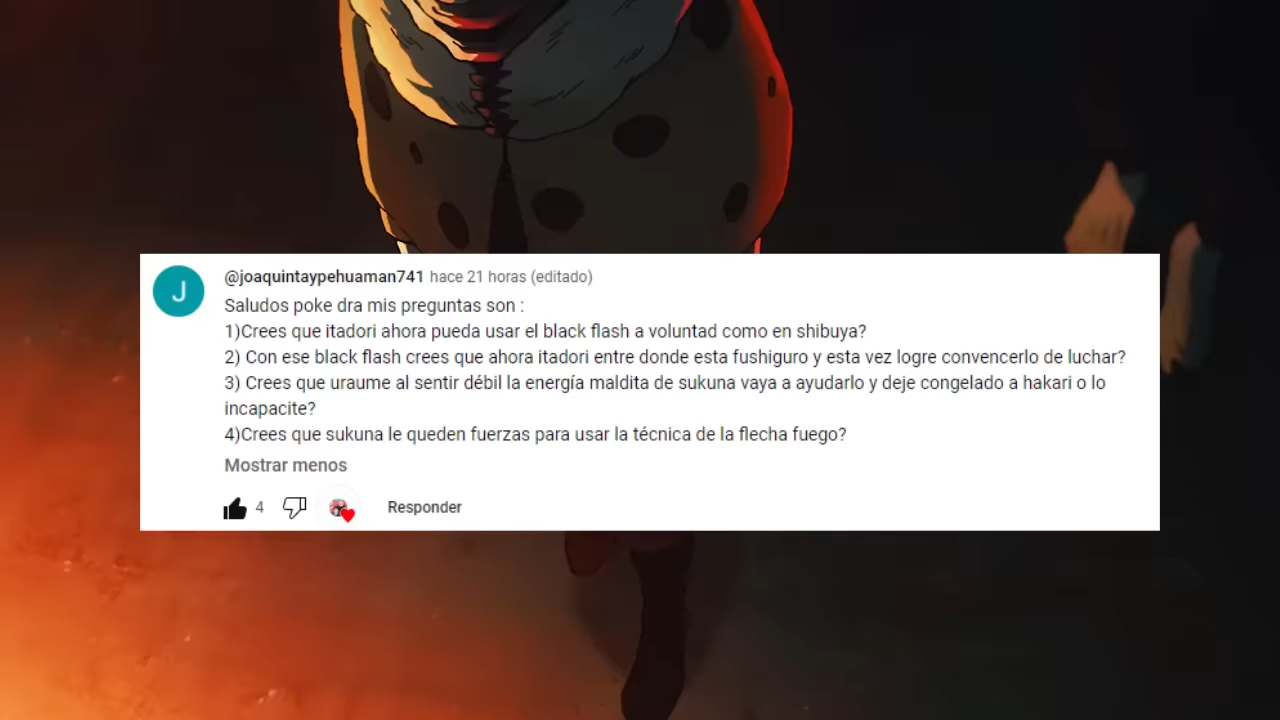 J
@joaquintaypehuaman741 hace 21 horas (editado)
Saludos poke dra mis preguntas son :
1)Crees que itadori ahora pueda usar el black flash a voluntad como en shibuya?
2) Con ese black flash crees que ahora itadori entre donde esta fushiguro y esta vez logre convencerlo de luchar?
3) Crees que uraume al sentir débil la energía maldita de sukuna vaya a ayudarlo y deje congelado a hakari o lo
incapacite?
4)Crees que sukuna le queden fuerzas para usar la técnica de la flecha fuego?
Mostrar menos
4 Responder